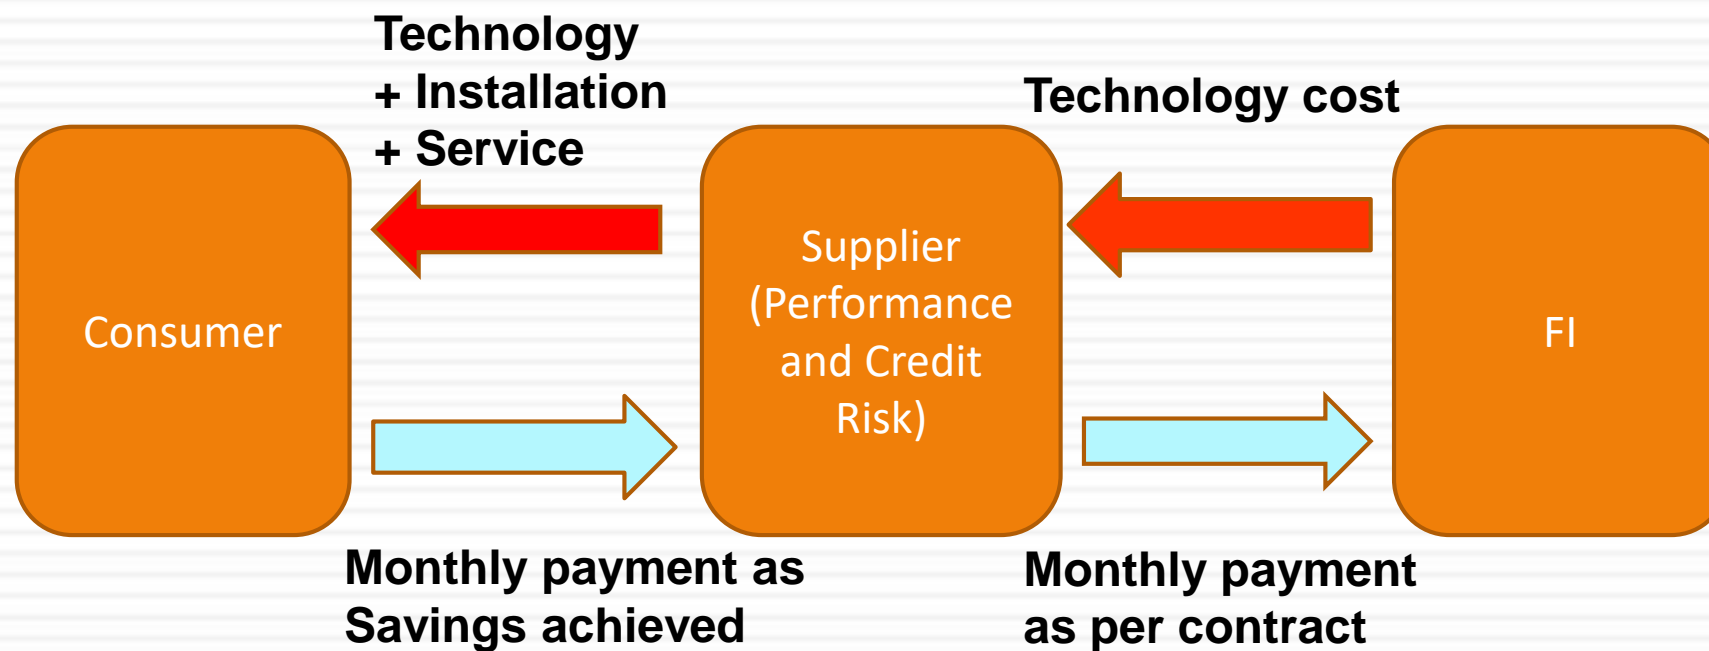 Technology
+ Installation
+ Service
Technology cost
Consumer
Supplier
(Performance
and Credit
Risk)
FI
Monthly payment as
Savings achieved
Monthly payment
as per contract